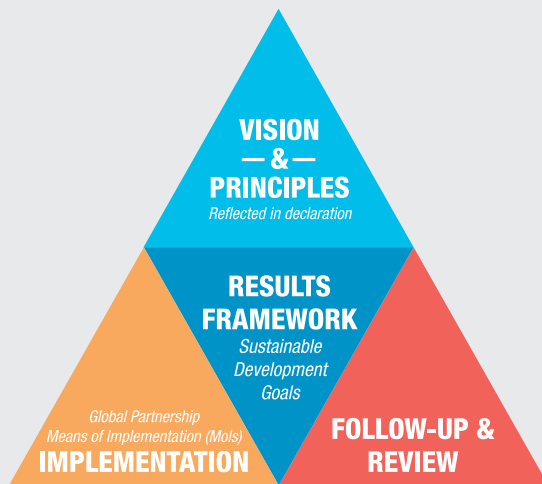 VISION
— & —
PRINCIPLES
Reflected in declaration
RESULTS
FRAMEWORK
Sustainable
Development
Goals
Global Partnership
Means of Implementation (MoIs)
IMPLEMENTATION
FOLLOW-UP &
REVIEW